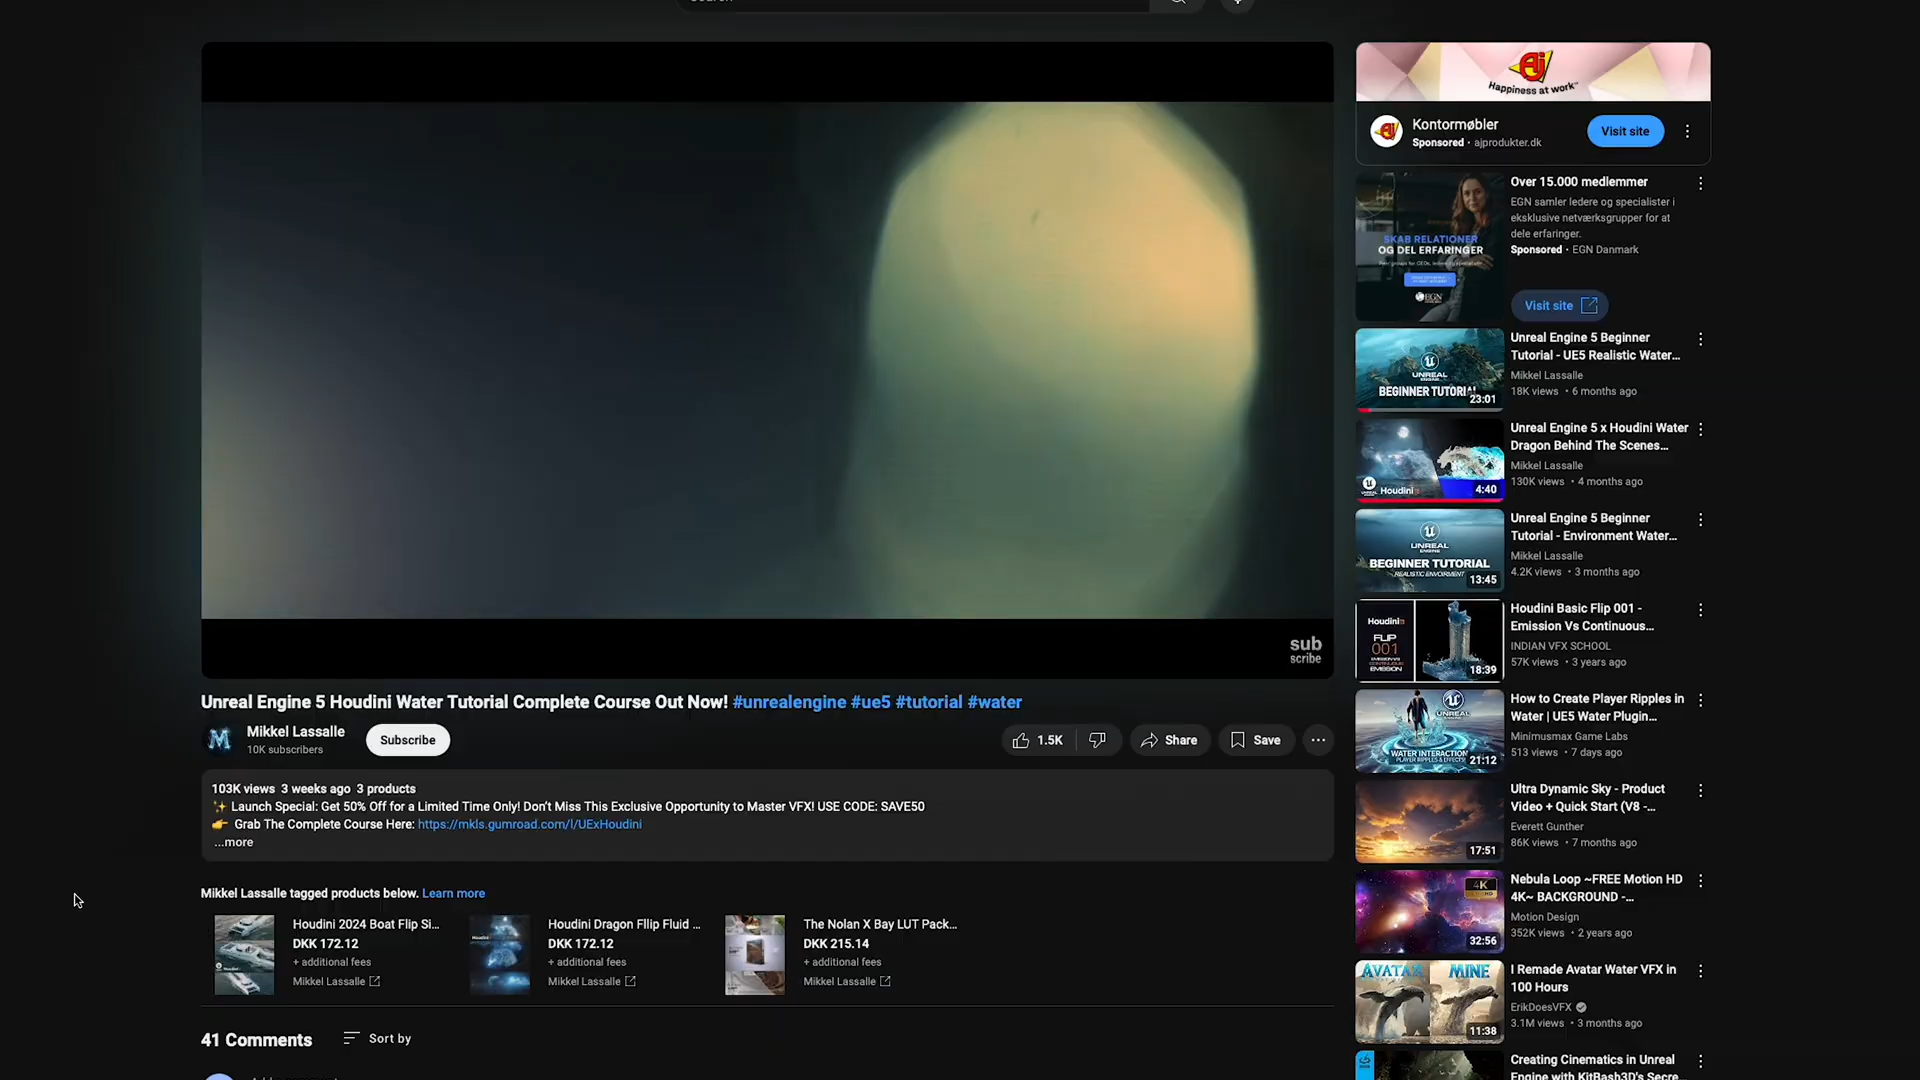 sub
scribe
Unreal Engine 5 Houdini Water Tutorial Complete Course Out Now! #unrealengine #ue5 #tutorial #water
Mikkel Lassalle
10K subscribers
Subscribe
1.5K
Share
Save
103K views 3 weeks ago 3 products
✨ Launch Special: Get 50% Off for a Limited Time Only! Don't Miss This Exclusive Opportunity to Master VFX! USE CODE: SAVE50
👉 Grab The Complete Course Here: https://mkls.gumroad.com/l/UExHoudini
...more
Mikkel Lassalle tagged products below. Learn more
Houdini 2024 Boat Flip Si...
DKK 172.12
+ additional fees
Mikkel Lassalle
Houdini Dragon Fllip Fluid ...
DKK 172.12
+ additional fees
Mikkel Lassalle
The Nolan X Bay LUT Pack...
DKK 215.14
+ additional fees
Mikkel Lassalle
41 Comments
Sort by
Aj
Happiness at work™
Kontormøbler
Sponsored · ajprodukter.dk
Visit site
SKAB RELATIONER
OG DEL ERFARINGER
EGN
Over 15.000 medlemmer
EGN samler ledere og specialister i
eksklusive netværksgrupper for at
dele erfaringer.
Sponsored · EGN Danmark
Visit site
UNREAL
BEGINNER TUTORIAL
23:01
Unreal Engine 5 Beginner
Tutorial - UE5 Realistic Water...
Mikkel Lassalle
18K views · 6 months ago
Houdini
4:40
Unreal Engine 5 x Houdini Water
Dragon Behind The Scenes...
Mikkel Lassalle
130K views · 4 months ago
UNREAL
BEGINNER TUTORIAL
REALISTIC ENVIORMENT
13:45
Unreal Engine 5 Beginner
Tutorial - Environment Water...
Mikkel Lassalle
4.2K views · 3 months ago
Houdini
FLIP
001
EMISSION VS
CONTINUOUS
EMISSION
18:39
Houdini Basic Flip 001 -
Emission Vs Continuous...
INDIAN VFX SCHOOL
57K views · 3 years ago
UNREAL
WATER INTERACTION
PLAYER RIPPLES & EFFECTS
21:12
How to Create Player Ripples in
Water | UE5 Water Plugin...
Minimusmax Game Labs
513 views · 7 days ago
17:51
Ultra Dynamic Sky - Product
Video + Quick Start (V8 -...
Everett Gunther
86K views · 7 months ago
4K
32:56
Nebula Loop ~FREE Motion HD
4K~ BACKGROUND -...
Motion Design
352K views · 2 years ago
AVATAR
MINE
11:38
I Remade Avatar Water VFX in
100 Hours
ErikDoesVFX
3.1M views · 3 months ago
Creating Cinematics in Unreal
Engine with KitBash3D's Secre...